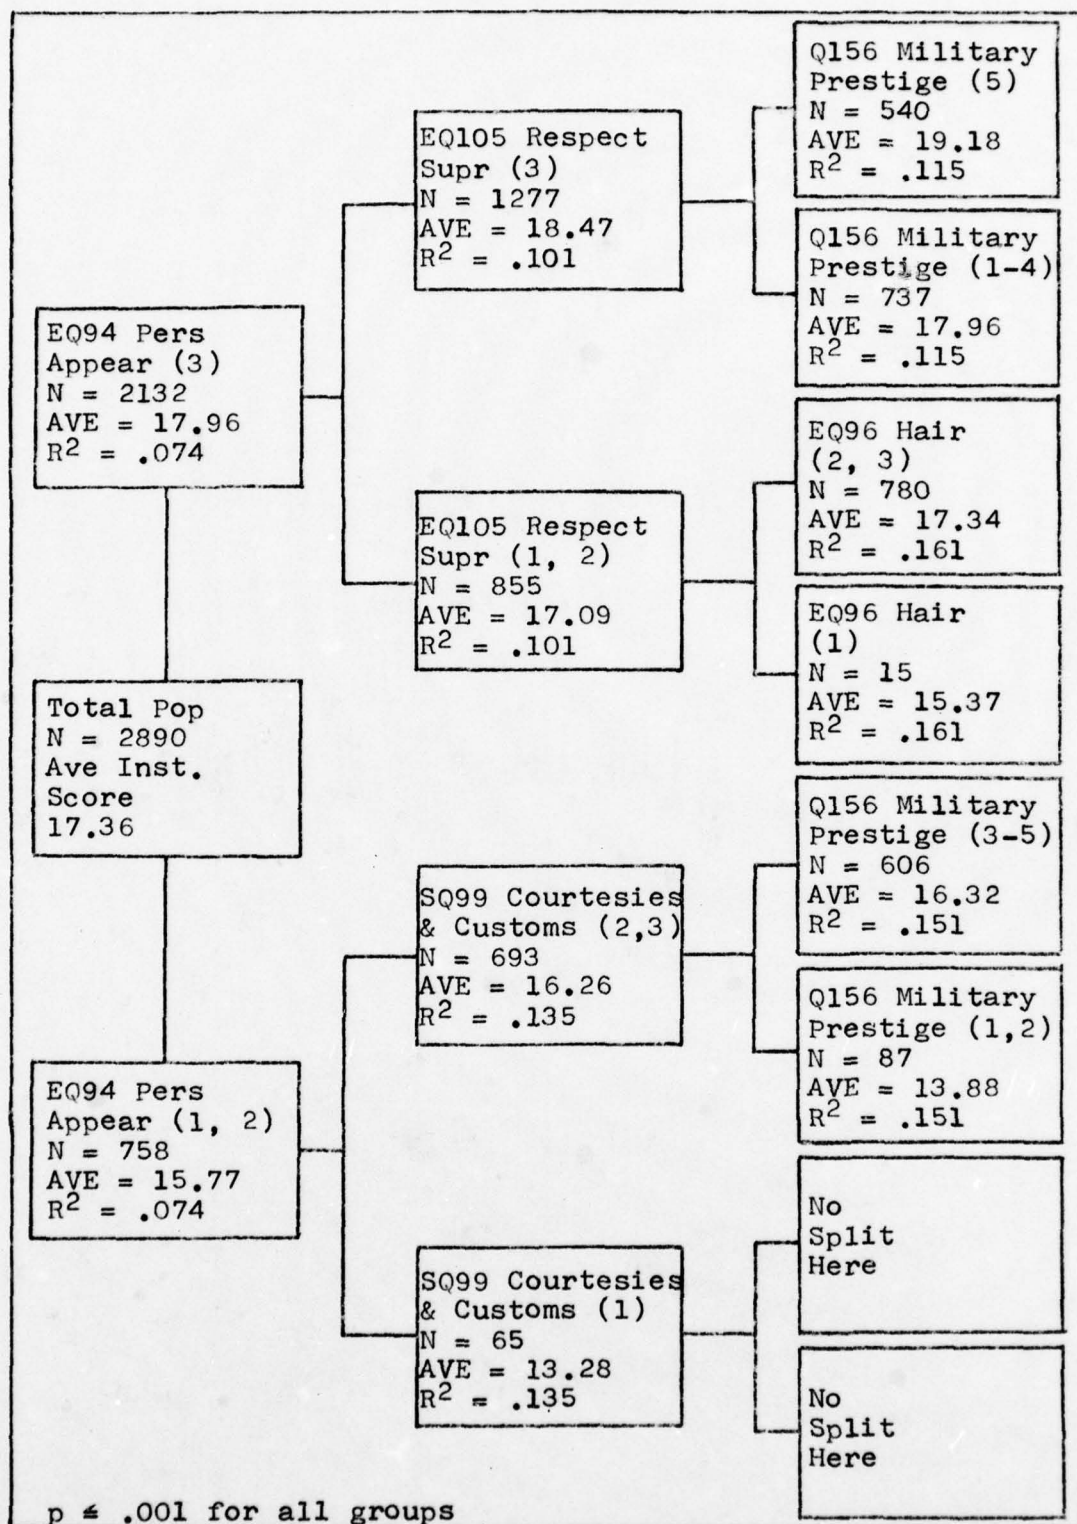 EQ94 Pers
Appear (3)
N = 2132
AVE = 17.96
R² = .074
Total Pop
N = 2890
Ave Inst.
Score
17.36
EQ94 Pers
Appear (1, 2)
N = 758
AVE = 15.77
R² = .074
EQ105 Respect
Supr (3)
N = 1277
AVE = 18.47
R² = .101
EQ105 Respect
Supr (1, 2)
N = 855
AVE = 17.09
R² = .101
SQ99 Courtesies
& Customs (2,3)
N = 693
AVE = 16.26
R² = .135
SQ99 Courtesies
& Customs (1)
N = 65
AVE = 13.28
R² = .135
Q156 Military
Prestige (5)
N = 540
AVE = 19.18
R² = .115
Q156 Military
Prestige (1-4)
N = 737
AVE = 17.96
R² = .115
EQ96 Hair
(2, 3)
N = 780
AVE = 17.34
R² = .161
EQ96 Hair
(1)
N = 15
AVE = 15.37
R² = .161
Q156 Military
Prestige (3-5)
N = 606
AVE = 16.32
R² = .151
Q156 Military
Prestige (1,2)
N = 87
AVE = 13.88
R² = .151
No
Split
Here
No
Split
Here
p ≤ .001 for all groups